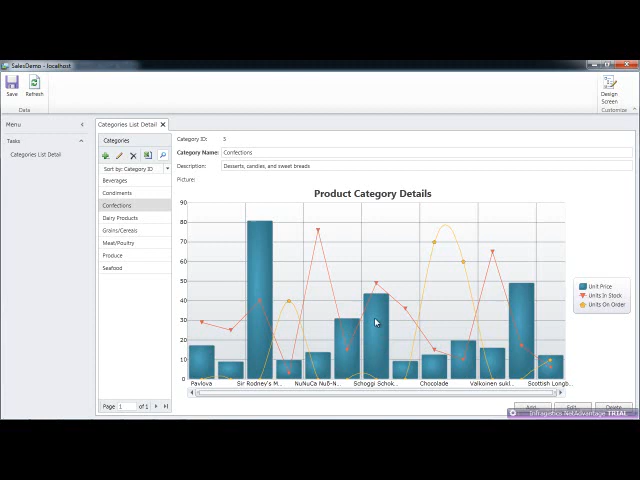 SalesDemo - localhost
Save
Refresh
Data
Design
Screen
Customize
Menu
Tasks
Categories List Detail
Categories List Detail
Categories
Sort by: Category ID
Beverages
Condiments
Confections
Dairy Products
Grains/Cereals
Meat/Poultry
Produce
Seafood
Page 1 of 1
Category ID: 3
Category Name: Confections
Description: Desserts, candies, and sweet breads
Picture:
Product Category Details
90
80
70
60
50
40
30
20
10
0
Pavlova
Sir Rodney's M...
NuNuCa Nuß-N...
Schoggi Schok...
Chocolade
Valkoinen sukl...
Scottish Longb...
Unit Price
Units In Stock
Units On Order
Add...
Edit...
Delete
Infragistics NetAdvantage TRIAL